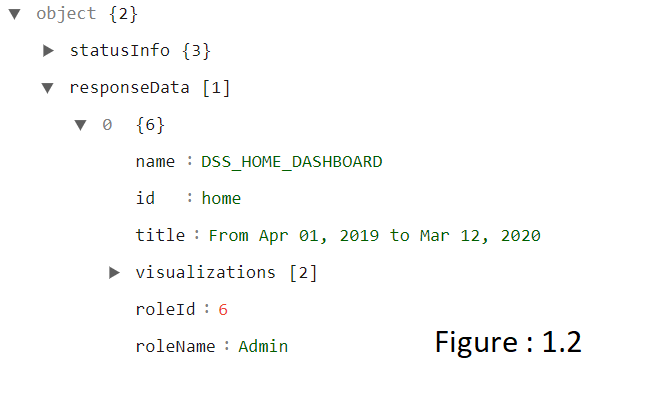 object {2}
statusInfo {3}
responseData [1]
0 {6}
name : DSS_HOME_DASHBOARD
id : home
title : From Apr 01, 2019 to Mar 12, 2020
visualizations [2]
roleId : 6
roleName : Admin
Figure : 1.2